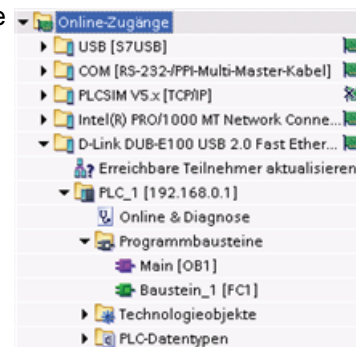 e
Online-Zugänge
USB [S7USB]
COM [RS-232-/PPI-Multi-Master-Kabel]
PLCSIM V5.x [TCP/IP]
Intel(R) PRO/1000 MT Network Conne...
D-Link DUB-E100 USB 2.0 Fast Ether...
Erreichbare Teilnehmer aktualisieren
PLC_1 [192.168.0.1]
Online & Diagnose
Programmbausteine
Main [OB1]
Baustein_1 [FC1]
Technologieobjekte
PLC-Datentypen